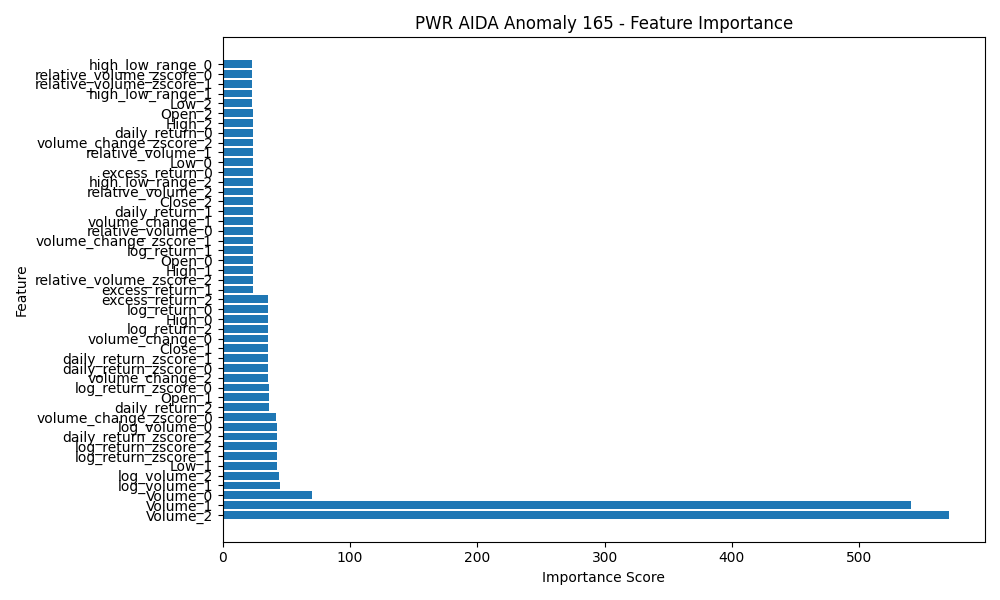 PWR AIDA Anomaly 165 - Feature Importance
high_low_range_0
relative_volume_zscore_0
relative_volume_zscore_1
high_low_range_1
Low_2
Open_2
High_2
daily_return_0
volume_change_zscore_2
relative_volume_1
Low_0
excess_return_0
high_low_range_2
relative_volume_2
Close_2
daily_return_1
volume_change_1
relative_volume_0
volume_change_zscore_1
log_return_1
Open_0
High_1
relative_volume_zscore_2
excess_return_1
excess_return_2
log_return_0
High_0
log_return_2
volume_change_0
Close_1
daily_return_zscore_1
daily_return_zscore_0
volume_change_2
log_return_zscore_0
Open_1
daily_return_2
volume_change_zscore_0
log_volume_0
daily_return_zscore_2
log_return_zscore_2
log_return_zscore_1
Low_1
log_volume_2
log_volume_1
Volume_0
Volume_1
Volume_2
Feature
0 100 200 300 400 500
Importance Score